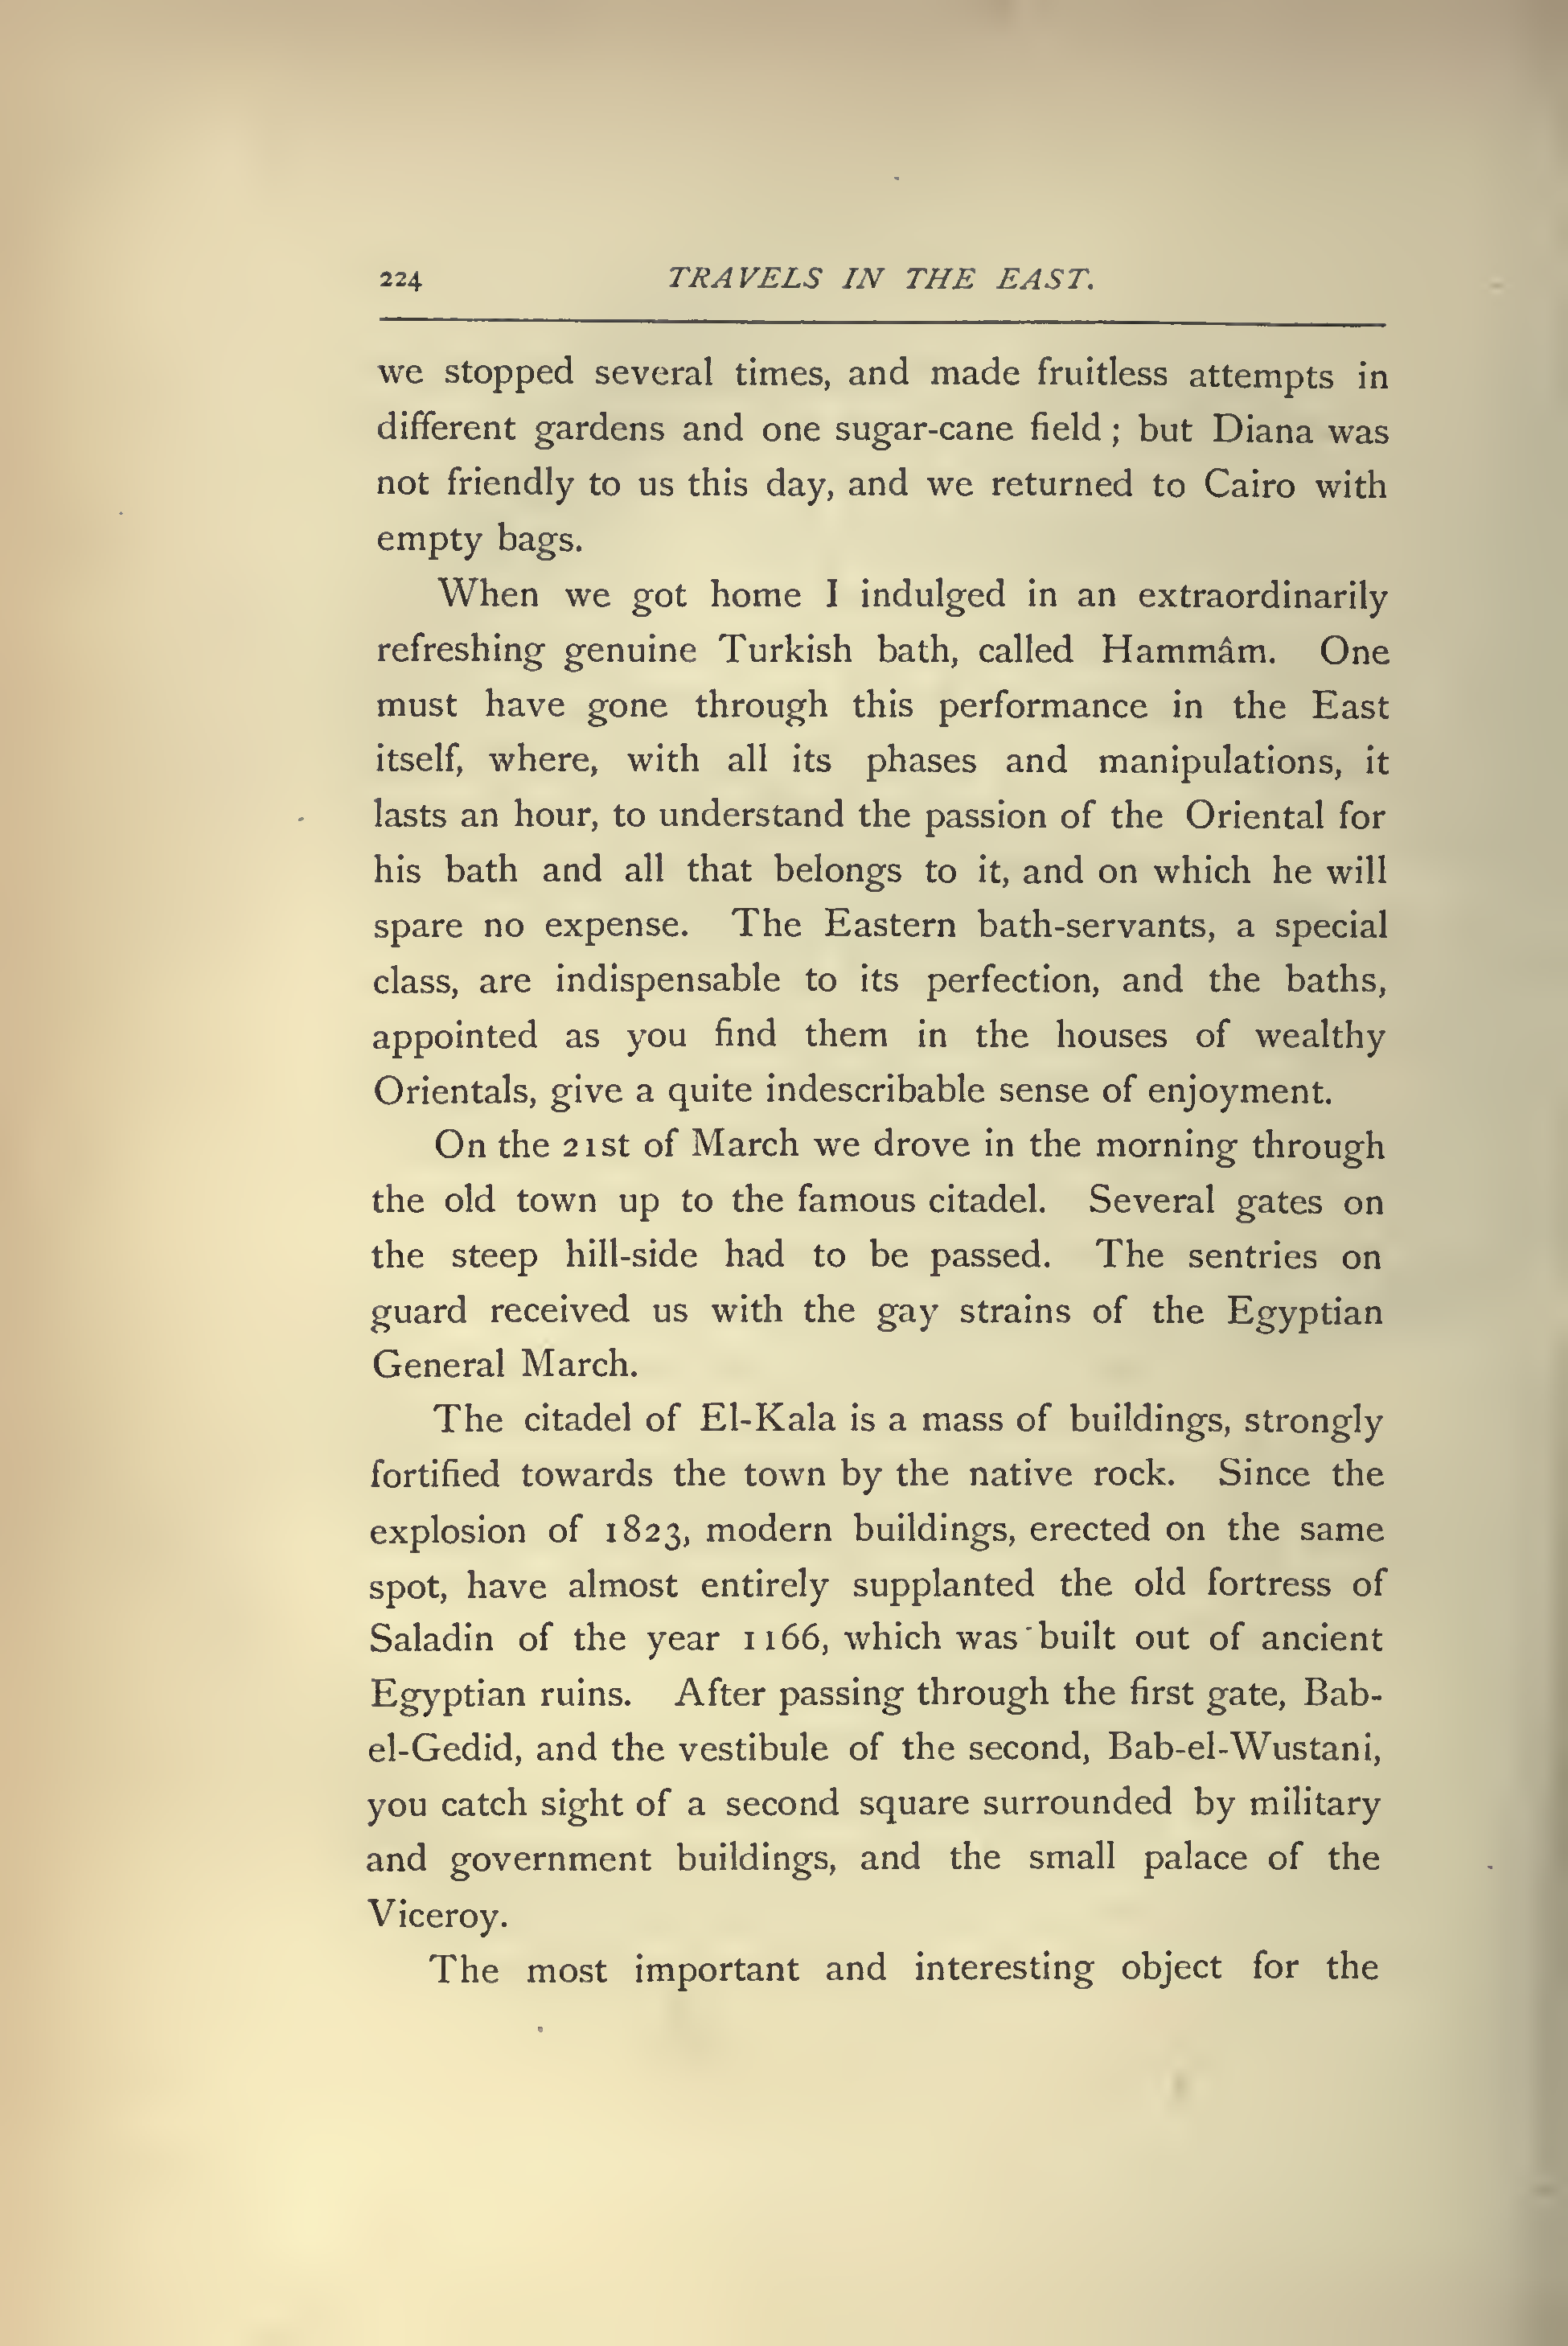 224 TRAVELS IN THE EAST.
we stopped several times, and made fruitless attempts in
different gardens and one sugar-cane field ; but Diana was
not friendly to us this day, and we returned to Cairo with
empty bags.
When we got home I indulged in an extraordinarily
refreshing genuine Turkish bath, called Hammâm. One
must have gone through this performance in the East
itself, where, with all its phases and manipulations, it
lasts an hour, to understand the passion of the Oriental for
his bath and all that belongs to it, and on which he will
spare no expense. The Eastern bath-servants, a special
class, are indispensable to its perfection, and the baths,
appointed as you find them in the houses of wealthy
Orientals, give a quite indescribable sense of enjoyment.
On the 21st of March we drove in the morning through
the old town up to the famous citadel. Several gates on
the steep hill-side had to be passed. The sentries on
guard received us with the gay strains of the Egyptian
General March.
The citadel of El-Kala is a mass of buildings, strongly
fortified towards the town by the native rock. Since the
explosion of 1823, modern buildings, erected on the same
spot, have almost entirely supplanted the old fortress of
Saladin of the year 1166, which was built out of ancient
Egyptian ruins. After passing through the first gate, Bab-
el-Gedid, and the vestibule of the second, Bab-el-Wustani,
you catch sight of a second square surrounded by military
and government buildings, and the small palace of the
Viceroy.
The most important and interesting object for the